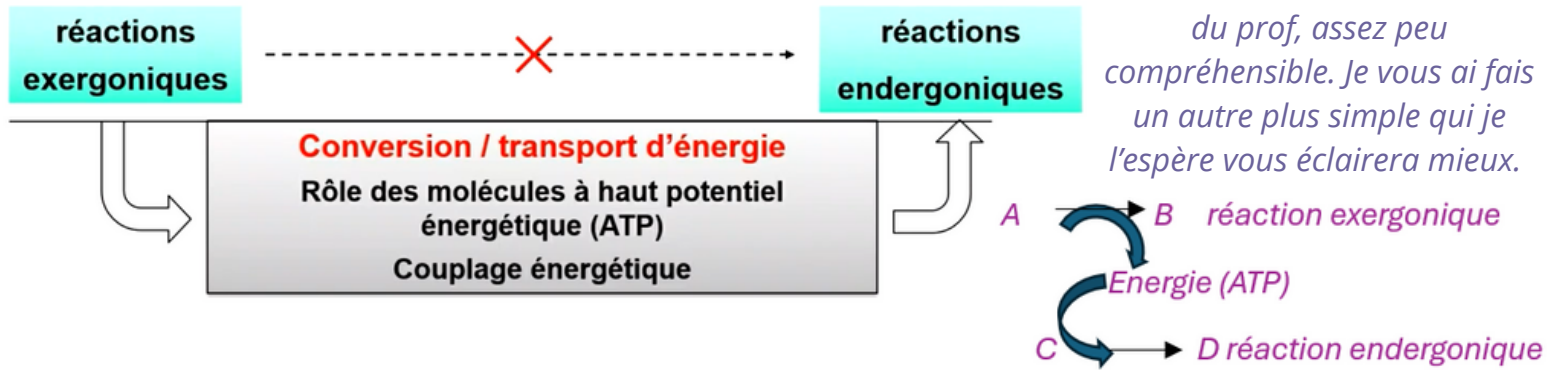 réactions
exergoniques
réactions
endergoniques
Conversion / transport d’énergie
Rôle des molécules à haut potentiel
énergétique (ATP)
Couplage énergétique
du prof, assez peu
compréhensible. Je vous ai fais
un autre plus simple qui je
l’espère vous éclairera mieux.
A B réaction exergonique
Energie (ATP)
C D réaction endergonique